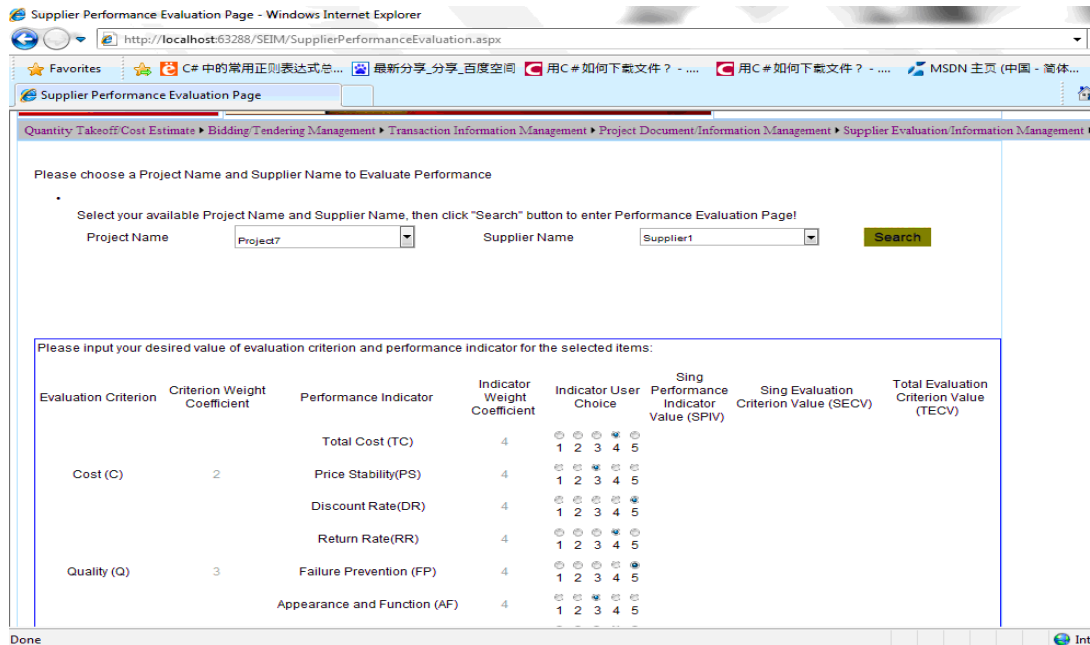 Supplier Performance Evaluation Page - Windows Internet Explorer
http://localhost:63288/SEIM/SupplierPerformanceEvaluation.aspx
Favorites C# 中的常用正则表达式总... 最新分享_分享_百度空间 用C#如何下载文件？ - .... 用C#如何下载文件？ - .... MSDN 主页 (中国 - 简体...
Supplier Performance Evaluation Page
Quantity Takeoff/Cost Estimate Bidding/Tendering Management Transaction Information Management Project Document/Information Management Supplier Evaluation/Information Management
Please choose a Project Name and Supplier Name to Evaluate Performance
Select your available Project Name and Supplier Name, then click "Search" button to enter Performance Evaluation Page!
Project Name Project7 Supplier Name Supplier1 Search
Please input your desired value of evaluation criterion and performance indicator for the selected items:
Evaluation Criterion
Criterion Weight
Coefficient
Performance Indicator
Indicator
Weight
Coefficient
Indicator User
Choice
Sing
Performance
Indicator
Value (SPIV)
Sing Evaluation
Criterion Value (SECV)
Total Evaluation
Criterion Value
(TECV)
Total Cost (TC) 4
1 2 3 4 5
Cost (C) 2 Price Stability(PS) 4
1 2 3 4 5
Discount Rate(DR) 4
1 2 3 4 5
Return Rate(RR) 4
1 2 3 4 5
Quality (Q) 3 Failure Prevention (FP) 4
1 2 3 4 5
Appearance and Function (AF) 4
1 2 3 4 5
Done Int